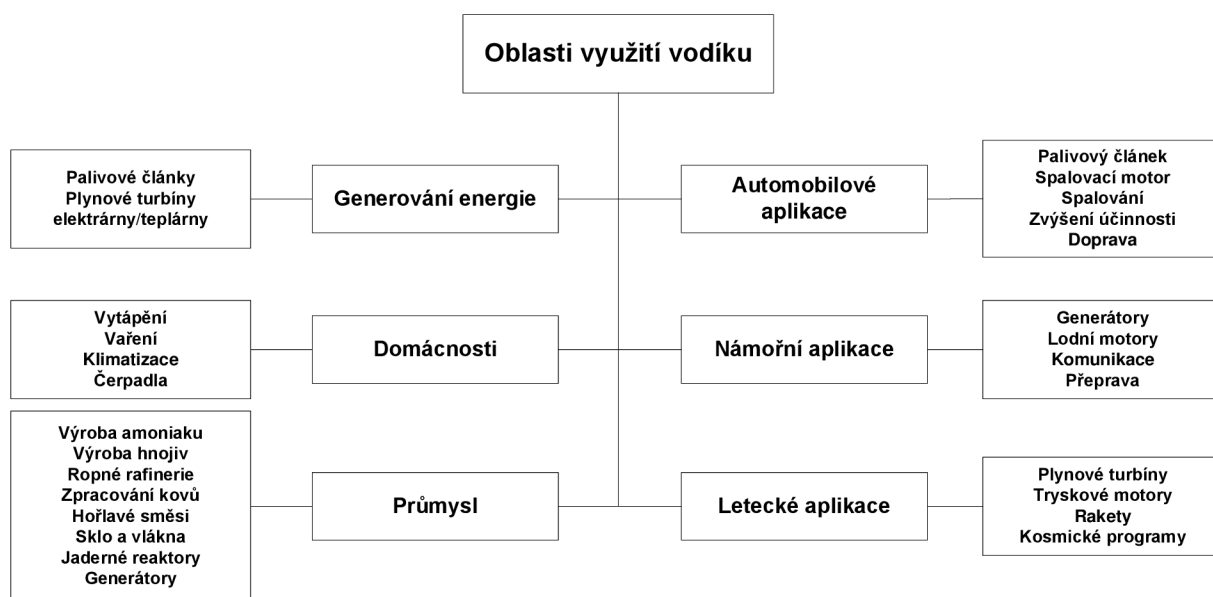 Oblasti využití vodíku
Palivové články
Plynové turbíny
elektrárny/teplárny
Generování energie
Automobilové
aplikace
Palivový článek
Spalovací motor
Spalování
Zvýšení účinnosti
Doprava
Vytápění
Vaření
Klimatizace
Čerpadla
Domácnosti
Námořní aplikace
Generátory
Lodní motory
Komunikace
Přeprava
Výroba amoniaku
Výroba hnojiv
Ropné rafinerie
Zpracování kovů
Hořlavé směsi
Sklo a vlákna
Jaderné reaktory
Generátory
Průmysl
Letecké aplikace
Plynové turbíny
Tryskové motory
Rakety
Kosmické programy